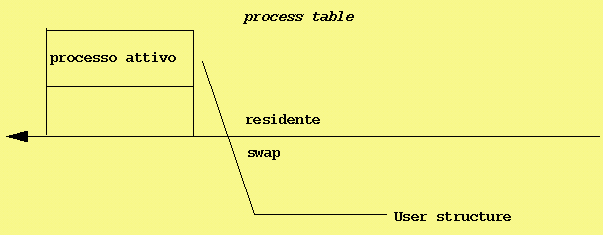 process table
processo attivo
residente
swap
User structure